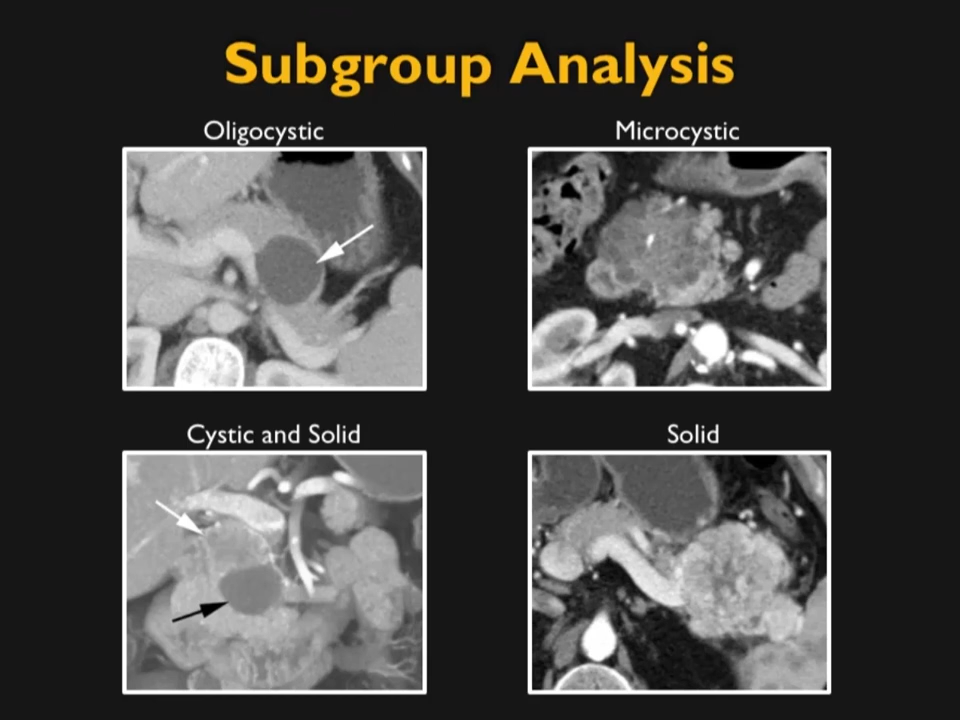 Subgroup Analysis
Oligocystic
Microcystic
Cystic and Solid
Solid